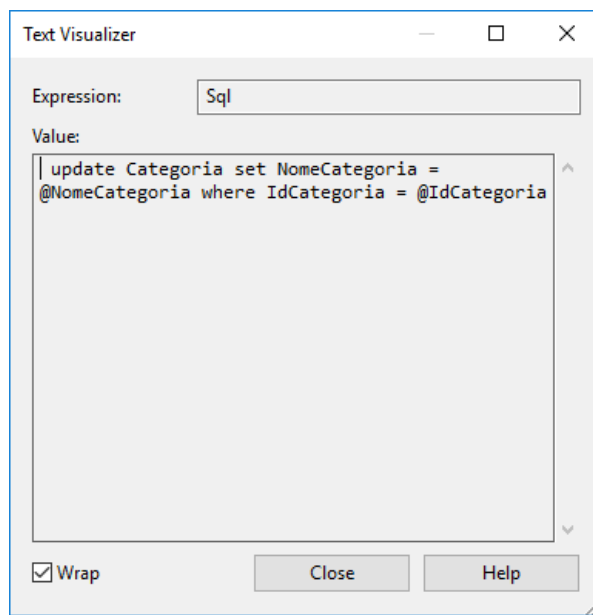 Text Visualizer
Expression:
Sql
Value:
update Categoria set NomeCategoria =
@NomeCategoria where IdCategoria = @IdCategoria
Wrap
Close
Help